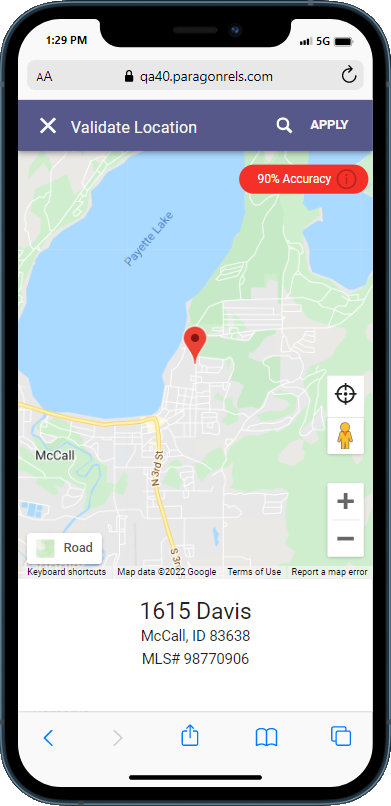 1:29 PM
5G
AA
qa40.paragonrels.com
Validate Location
APPLY
90% Accuracy
Payette Lake
McCall
N 3rd St
S 3
Road
Keyboard shortcuts
Map data ©2022 Google
Terms of Use
Report a map error
1615 Davis
McCall, ID 83638
MLS# 98770906